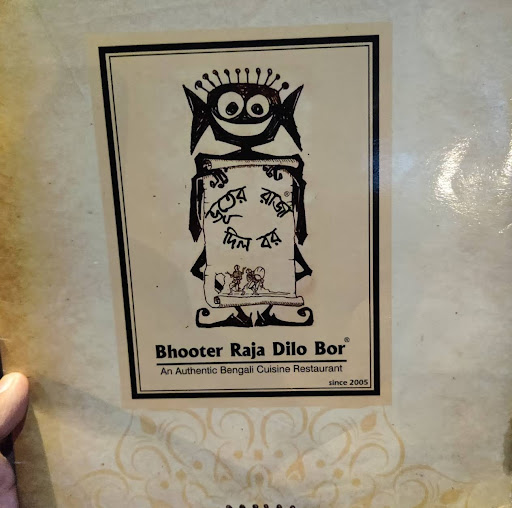 ভূতের রাজা®
দিল বর
Bhooter Raja Dilo Bor®
An Authentic Bengali Cuisine Restaurant
since 2005